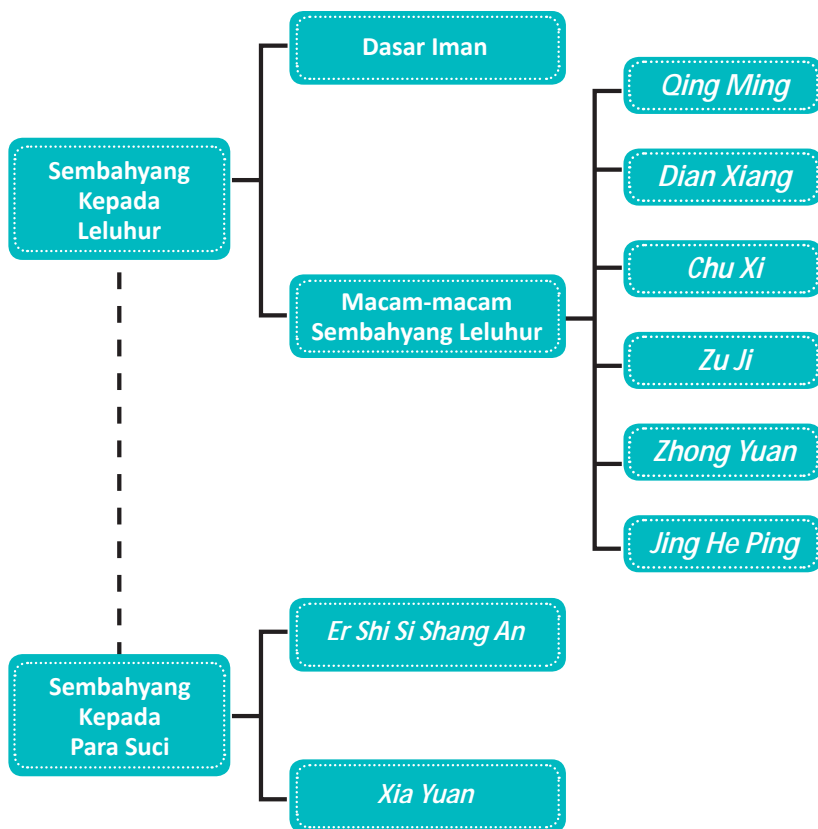 Dasar Iman
Sembahyang
Kepada
Leluhur
Macam-macam
Sembahyang Leluhur
Qing Ming
Dian Xiang
Chu Xi
Zu Ji
Zhong Yuan
Jing He Ping
Sembahyang
Kepada
Para Suci
Er Shi Si Shang An
Xia Yuan